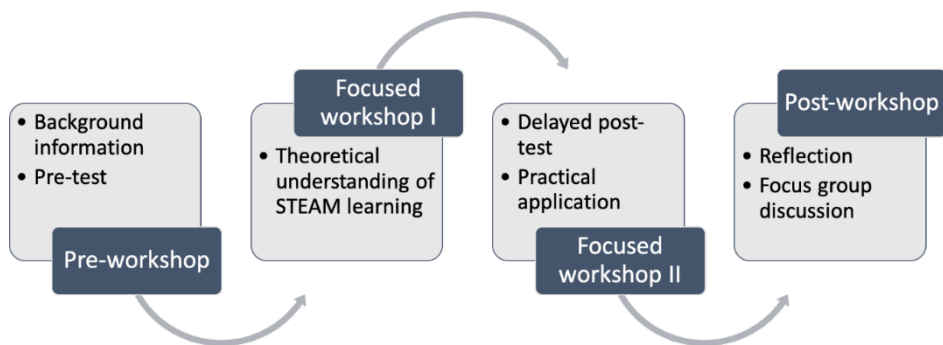 • Background
information
• Pre-test
Pre-workshop
Focused
workshop I
• Theoretical
understanding of
STEAM learning
• Delayed post-
test
• Practical
application
Focused
workshop II
Post-workshop
• Reflection
• Focus group
discussion